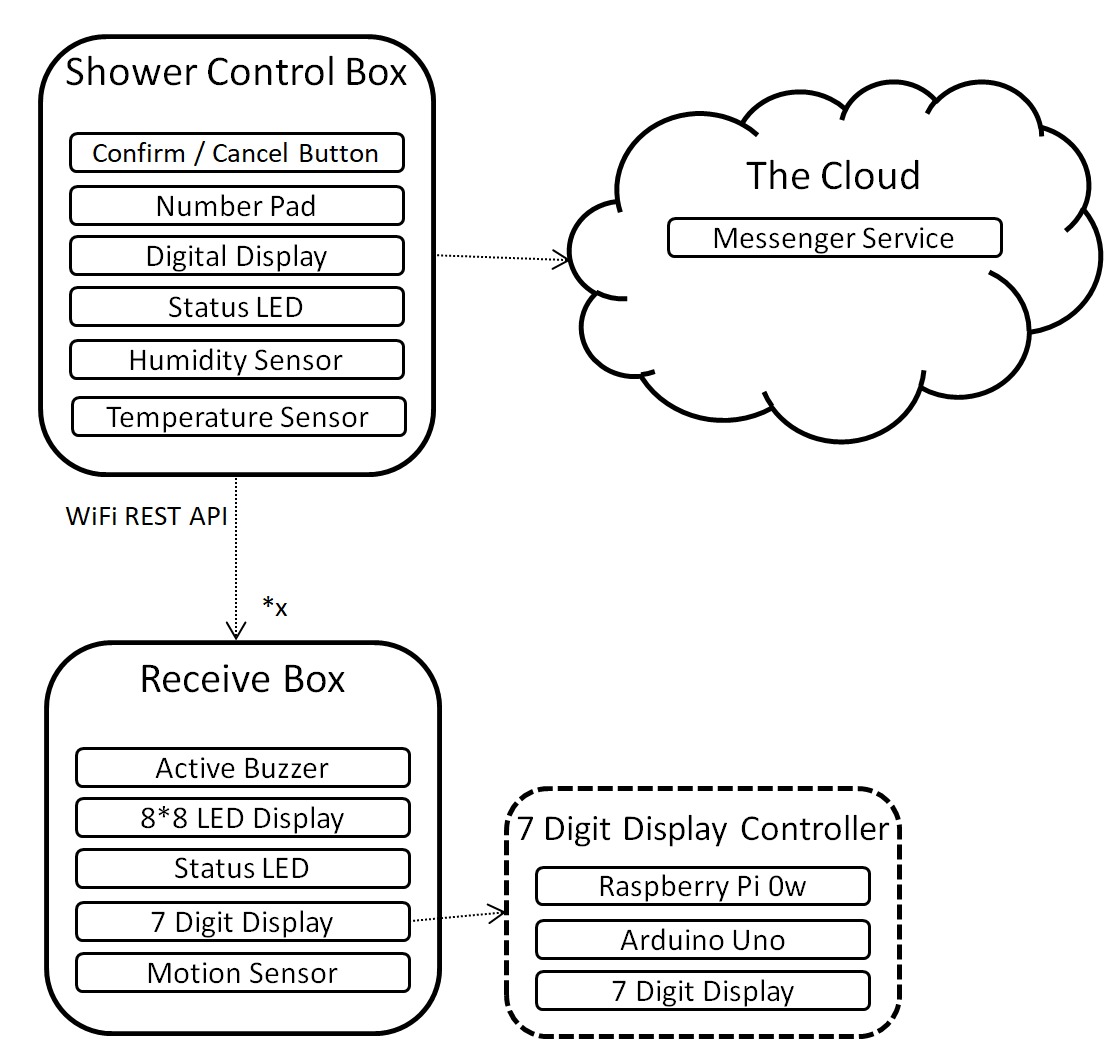 Shower Control Box
Confirm / Cancel Button
Number Pad
Digital Display
Status LED
Humidity Sensor
Temperature Sensor
The Cloud
Messenger Service
WiFi REST API
*x
Receive Box
Active Buzzer
8*8 LED Display
Status LED
7 Digit Display
Motion Sensor
7 Digit Display Controller
Raspberry Pi 0w
Arduino Uno
7 Digit Display